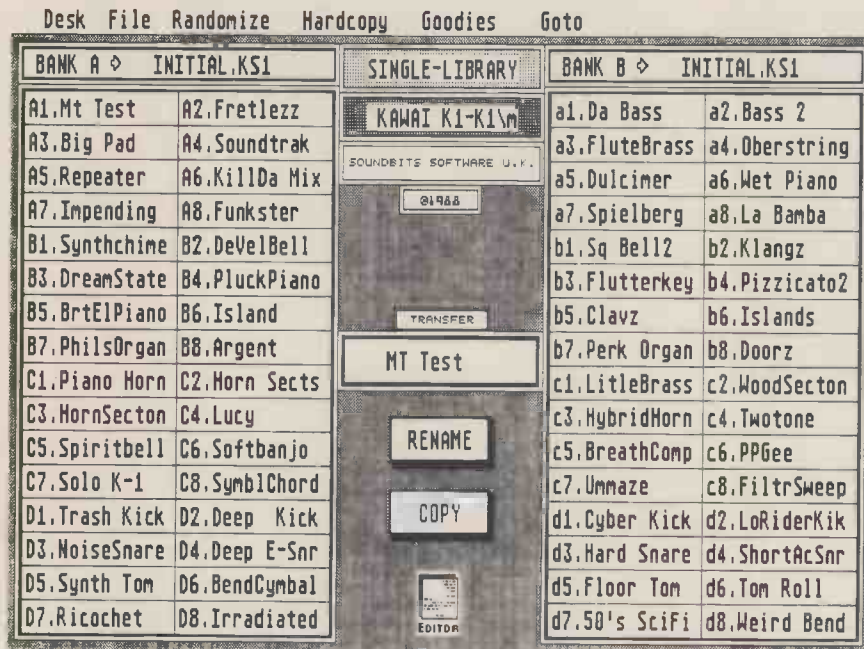 Desk File Randomize Hardcopy Goodies Goto
BANK A ◊ INITIAL.KS1
A1.Mt Test A2.Fretlezz
A3.Big Pad A4.Soundtrak
A5.Repeater A6.KillDa Mix
A7.Impending A8.Funkster
B1.Synthchime B2.DeVelBell
B3.DreamState B4.PluckPiano
B5.BrtElPiano B6.Island
B7.PhilsOrgan B8.Argent
C1.Piano Horn C2.Horn Sects
C3.HornSecton C4.Lucy
C5.Spiritbell C6.Softbanjo
C7.Solo K-1 C8.SymblChord
D1.Trash Kick D2.Deep Kick
D3.NoiseSnare D4.Deep E-Snr
D5.Synth Tom D6.BendCymbal
D7.Ricochet D8.Irradiated
SINGLE-LIBRARY
KAWAI K1-K1\m
SOUNDBITS SOFTWARE U.K.
©1988
TRANSFER
MT Test
RENAME
COPY
EDITOR
BANK B ◊ INITIAL.KS1
a1.Da Bass a2.Bass 2
a3.FluteBrass a4.Oberstring
a5.Dulcimer a6.Wet Piano
a7.Spielberg a8.La Bamba
b1.Sq Bell2 b2.Klangz
b3.Flutterkey b4.Pizzicato2
b5.Clavz b6.Islands
b7.Perk Organ b8.Doorz
c1.LitleBrass c2.WoodSecton
c3.HybridHorn c4.Twotone
c5.BreathComp c6.PPGee
c7.Ummaze c8.FiltrSweep
d1.Cyber Kick d2.LoRiderKik
d3.Hard Snare d4.ShortAcSnr
d5.Floor Tom d6.Tom Roll
d7.50's SciFi d8.Weird Bend